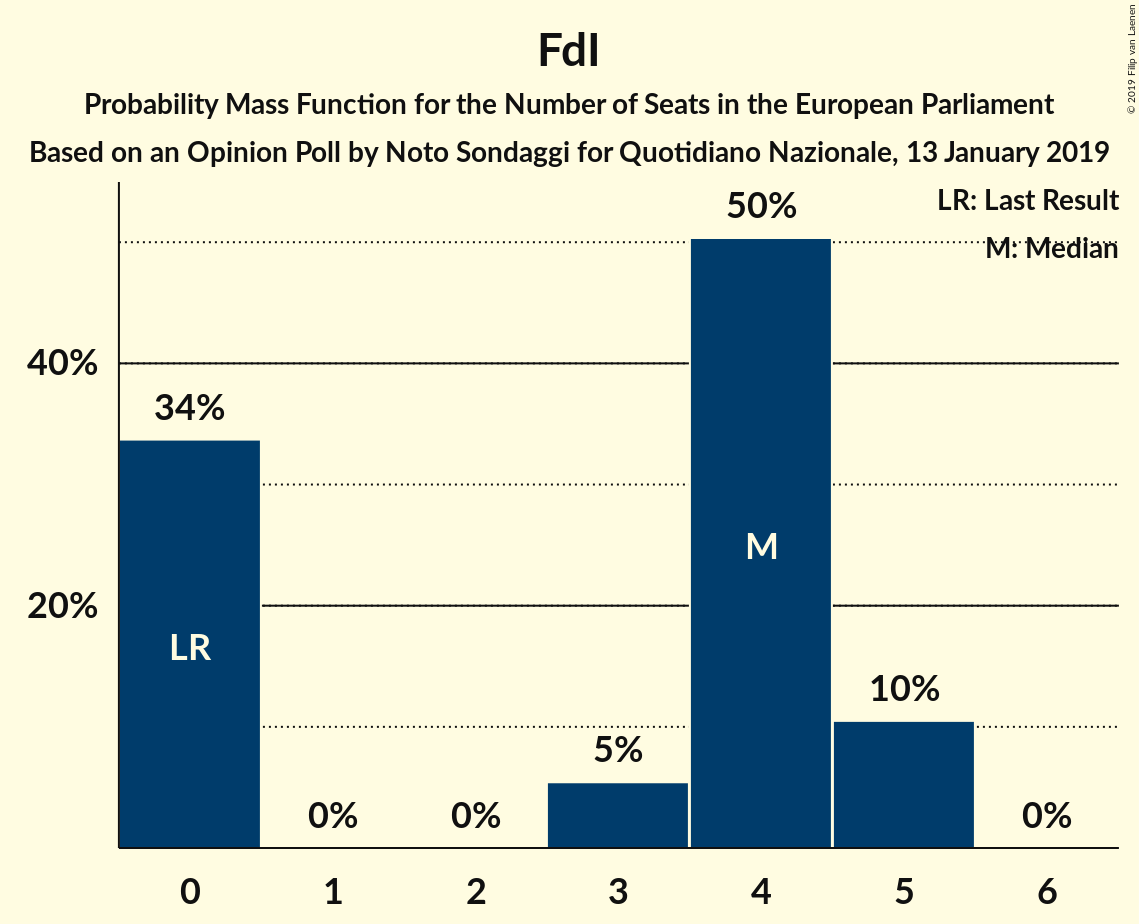 FdI
Probability Mass Function for the Number of Seats in the European Parliament
Based on an Opinion Poll by Noto Sondaggi for Quotidiano Nazionale, 13 January 2019
© 2019 Filip van Laenen
LR: Last Result
M: Median
50%
40%
34%
20%
10%
5%
0%
0%
0%
LR
M
0 1 2 3 4 5 6